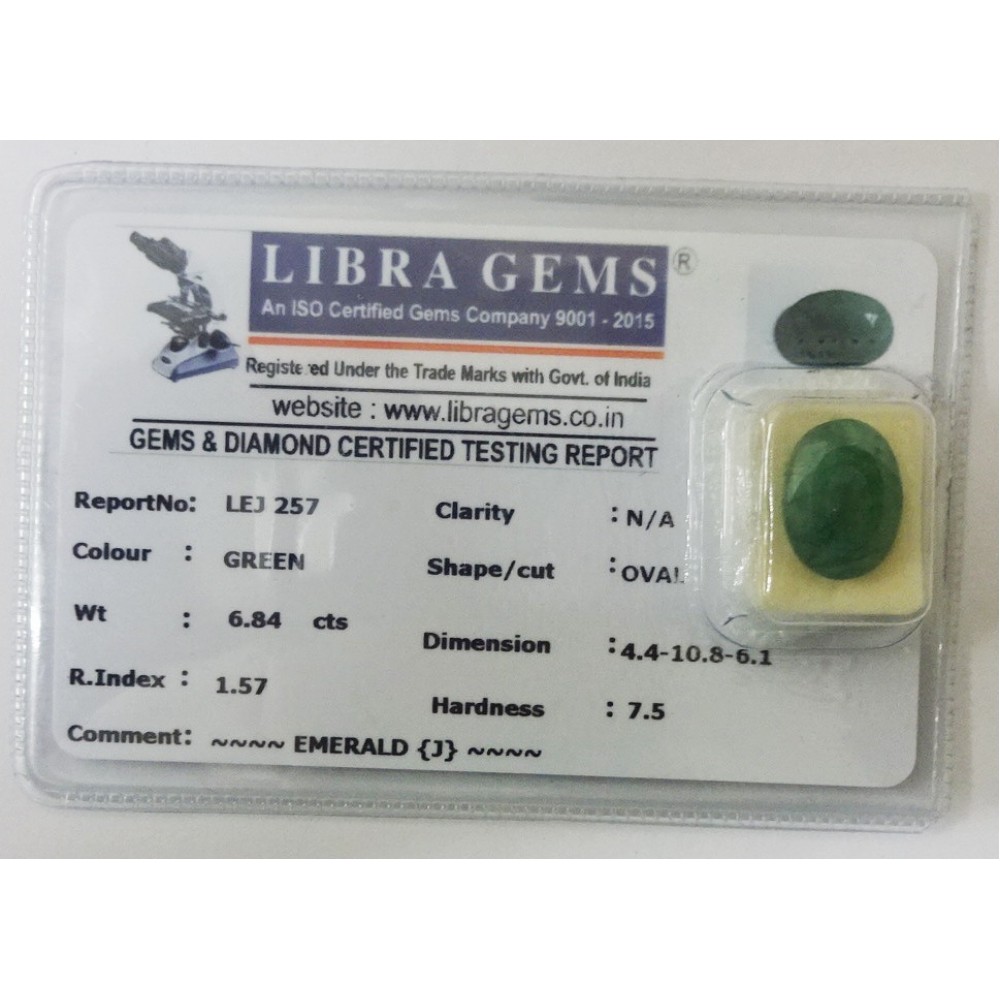 LIBRA GEMS ®
An ISO Certified Gems Company 9001 - 2015
Registered Under the Trade Marks with Govt. of India
website : www.libragems.co.in
GEMS & DIAMOND CERTIFIED TESTING REPORT
ReportNo: LEJ 257
Colour : GREEN
Wt : 6.84 cts
R.Index : 1.57
Clarity : N/A
Shape/cut : OVAL
Dimension : 4.4-10.8-6.1
Hardness : 7.5
Comment: ~~~~ EMERALD {J} ~~~~